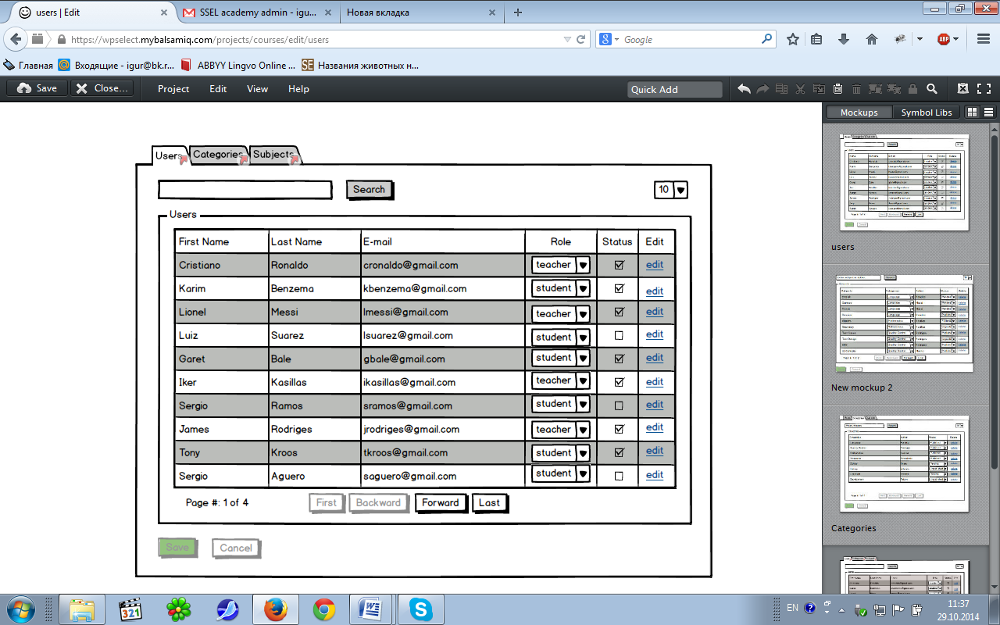 users | Edit
SSEL academy admin - igu...
Новая вкладка
https://wpselect.mybalsamiq.com/projects/courses/edit/users
Google
ABP
Главная
Входящие - igur@bk.r...
ABBYY Lingvo Online ...
SE Названия животных н...
Save
Close...
Project
Edit
View
Help
Quick Add
Mockups
Symbol Libs
Users
Categories
Subjects
Search
10
Users
First Name Last Name E-mail Role Status Edit
Cristiano Ronaldo cronaldo@gmail.com teacher edit
Karim Benzema kbenzema@gmail.com student edit
Lionel Messi lmessi@gmail.com teacher edit
Luiz Suarez lsuarez@gmail.com student edit
Garet Bale gbale@gmail.com student edit
Iker Kasillas ikasillas@gmail.com teacher edit
Sergio Ramos sramos@gmail.com student edit
James Rodriges jrodriges@gmail.com teacher edit
Tony Kroos tkroos@gmail.com student edit
Sergio Aguero saguero@gmail.com student edit
Page #: 1 of 4 First Backward Forward Last
Save Cancel
users
New mockup 2
Categories
321
EN
11:37
29.10.2014